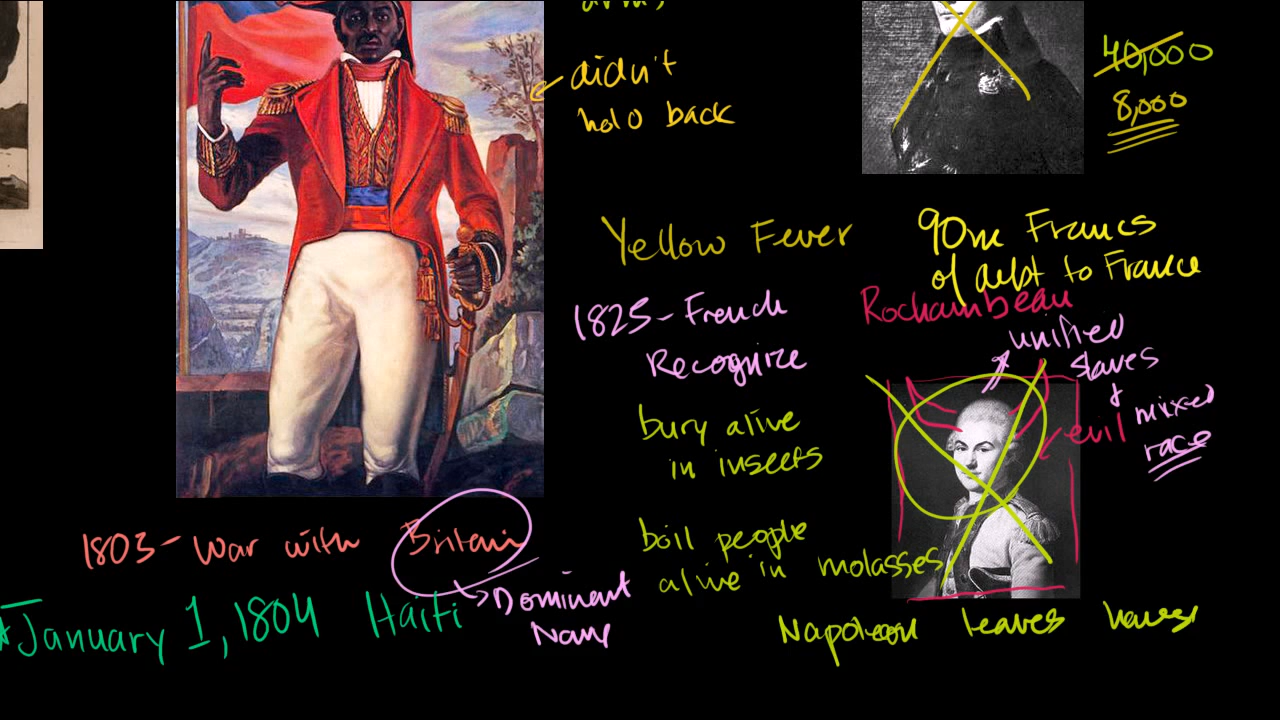 didn't
hold back
40,000
8,000
Yellow Fever
90m Francs
of debt to France
1825 - French
Recognize
Rochambeau
unified
slaves
+
mixed
race
evil
bury alive
in insects
boil people
alive in molasses
1803 - War with Britain
Dominant
Navy
*January 1, 1804 Haiti
Napoleon leaves